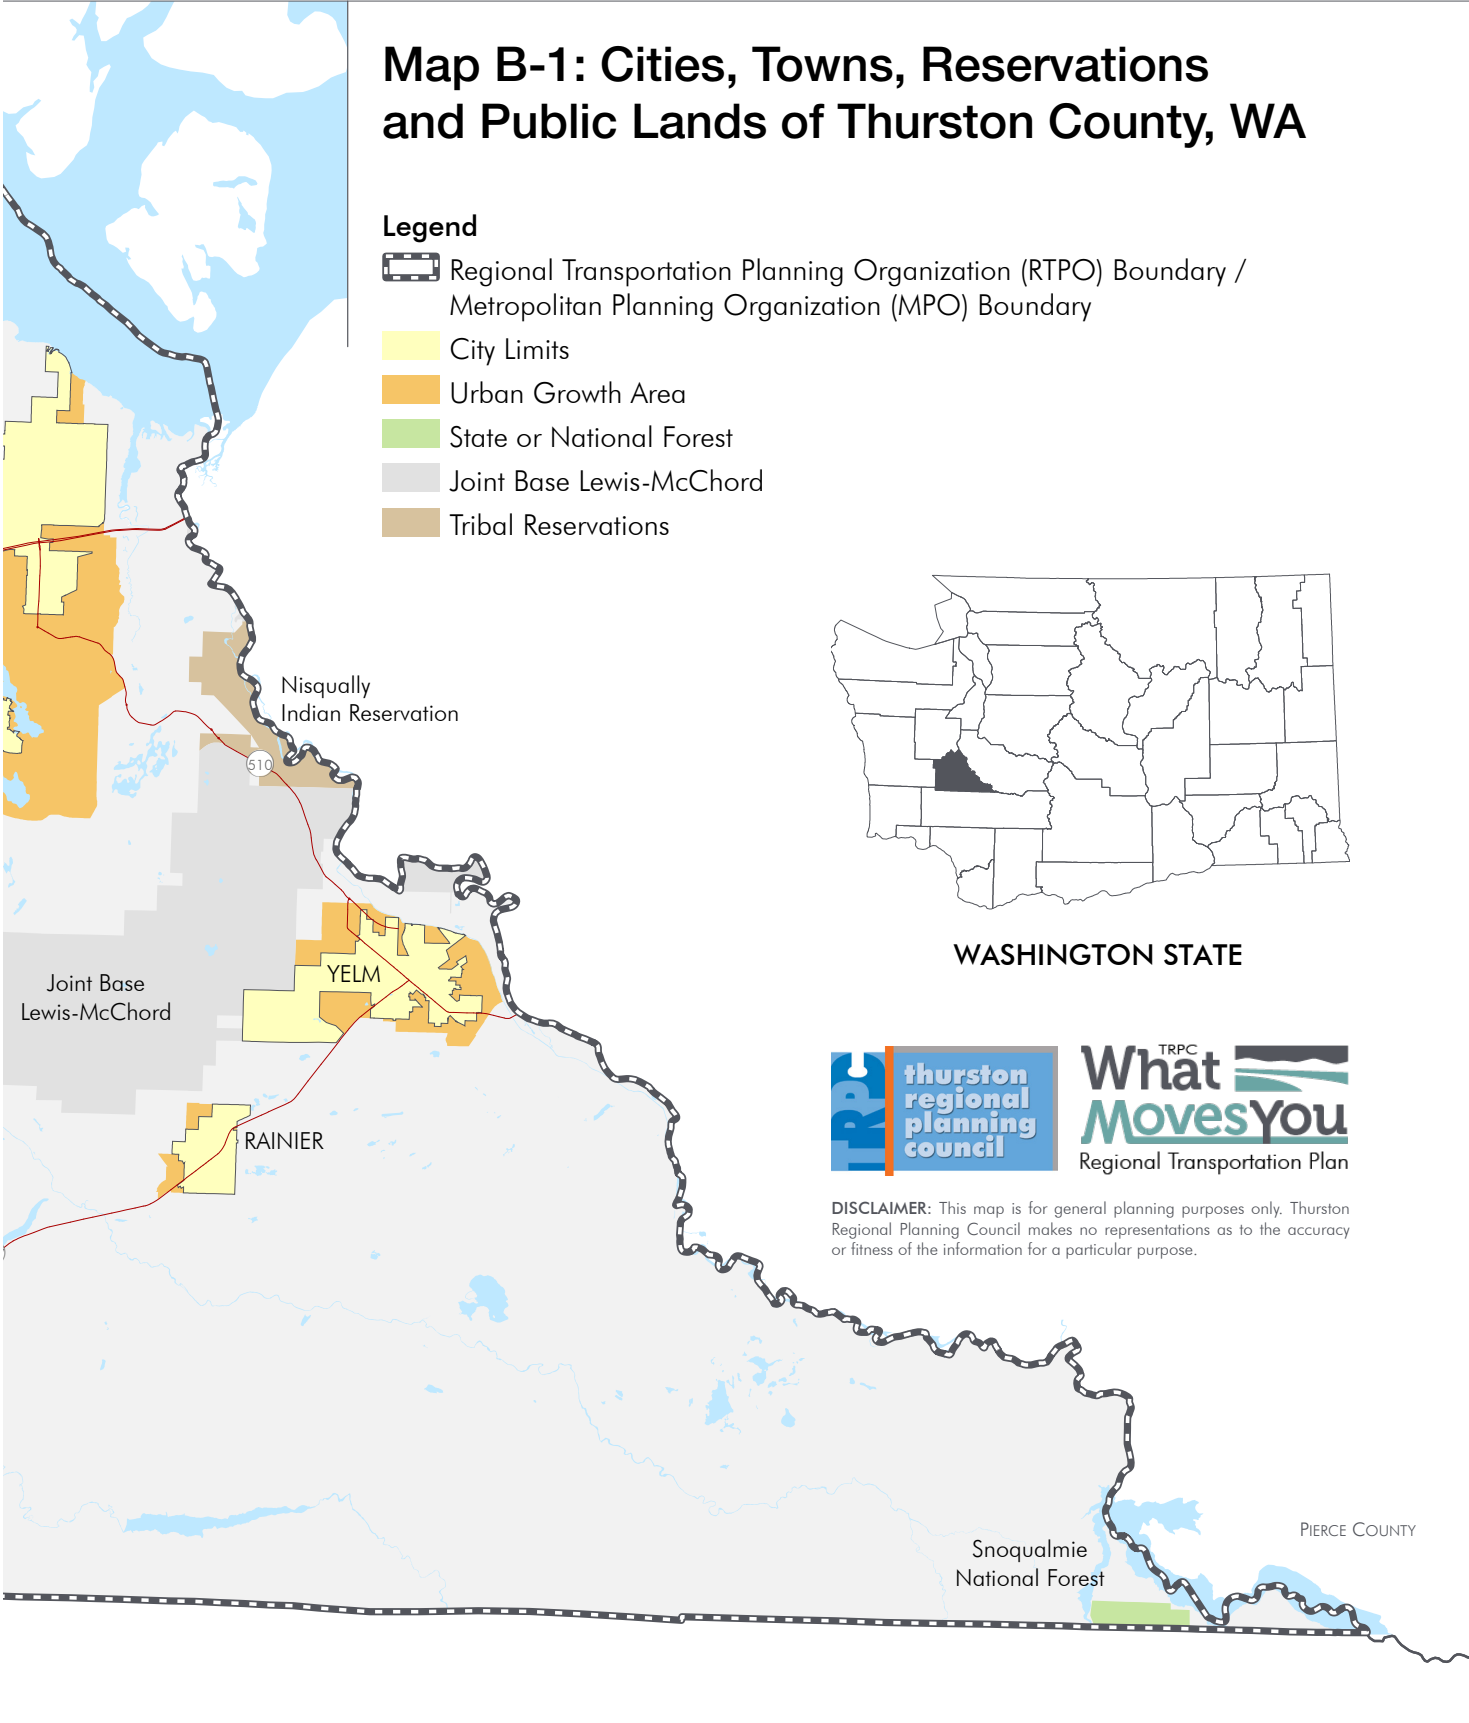 Map B-1: Cities, Towns, Reservations
and Public Lands of Thurston County, WA
Legend
Regional Transportation Planning Organization (RTPO) Boundary /
Metropolitan Planning Organization (MPO) Boundary
City Limits
Urban Growth Area
State or National Forest
Joint Base Lewis-McChord
Tribal Reservations
Nisqually
Indian Reservation
510
Joint Base
Lewis-McChord
YELM
RAINIER
WASHINGTON STATE
TRPC
thurston
regional
planning
council
TRPC
What
MovesYou
Regional Transportation Plan
DISCLAIMER: This map is for general planning purposes only. Thurston
Regional Planning Council makes no representations as to the accuracy
or fitness of the information for a particular purpose.
Snoqualmie
National Forest
PIERCE COUNTY